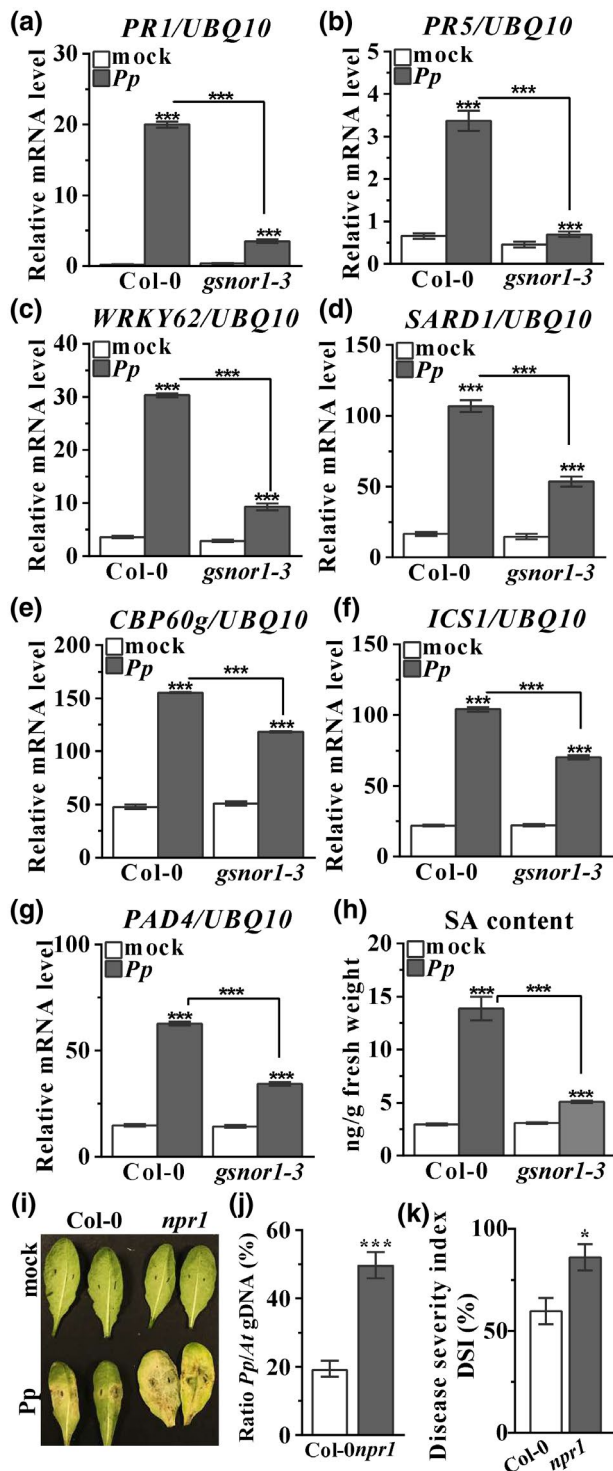 (a) PR1/UBQ10
mock
Pp
Relative mRNA level
30
20
10
0
***
***
***
Col-0 gsnor1-3
(b) PR5/UBQ10
mock
Pp
Relative mRNA level
6
5
4
3
2
1
0
***
***
***
Col-0 gsnor1-3
(c) WRKY62/UBQ10
mock
Pp
Relative mRNA level
40
30
20
10
0
***
***
***
Col-0 gsnor1-3
(d) SARD1/UBQ10
mock
Pp
Relative mRNA level
150
100
50
0
***
***
***
Col-0 gsnor1-3
(e) CBP60g/UBQ10
mock
Pp
Relative mRNA level
200
150
100
50
0
***
***
***
Col-0 gsnor1-3
(f) ICS1/UBQ10
mock
Pp
Relative mRNA level
150
100
50
0
***
***
***
Col-0 gsnor1-3
(g) PAD4/UBQ10
mock
Pp
Relative mRNA level
100
50
0
***
***
***
Col-0 gsnor1-3
(h) SA content
mock
Pp
ng/g fresh weight
20
15
10
5
0
***
***
***
Col-0 gsnor1-3
(i)
Col-0 npr1
mock
Pp
(j)
Ratio Pp/At gDNA (%)
60
40
20
0
***
Col-0 npr1
(k)
Disease severity index
DSI (%)
100
50
0
*
Col-0
npr1